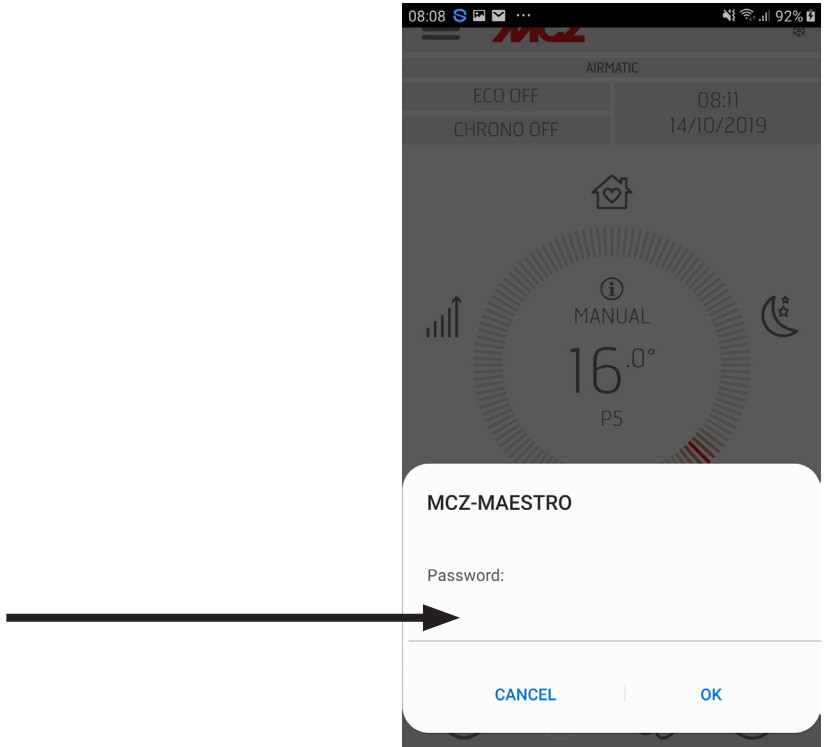 08:08 92%
MCZ
AIRMATIC
ECO OFF
CHRONO OFF
08:11
14/10/2019
MANUAL
16.0°
P5
MCZ-MAESTRO
Password:
CANCEL OK